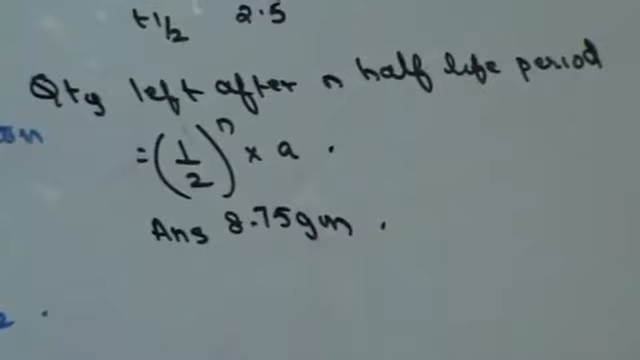 t1/2 2.5
Qty left after n half life period
=(1/2)^n × a .
Ans 8.75gm .